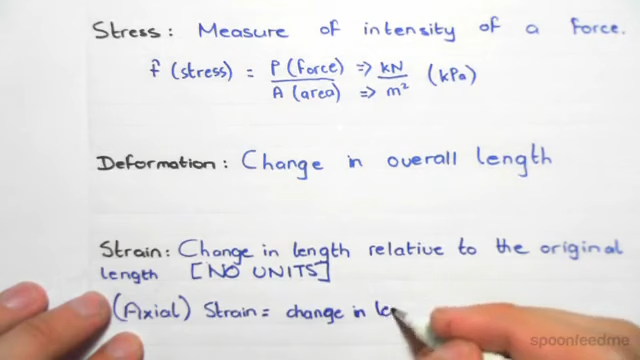 Stress: Measure of intensity of a force.
f (stress) = P (force) => kN
A (area) => m² (kPa)
Deformation: Change in overall length
Strain: Change in length relative to the original
length [NO UNITS]
(Axial) Strain = change in le
spoonfeedme